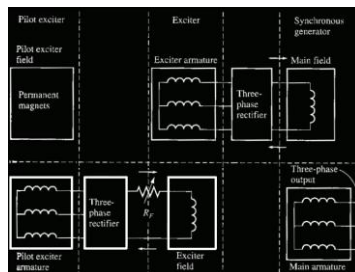 Pilot exciter
Exciter
Synchronous
generator
Pilot exciter
field
Permanent
magnets
Exciter armature
Three-
phase
rectifier
Main field
Pilot exciter
armature
Three-
phase
rectifier
R_F
Exciter
field
Three-phase
output
Main armature